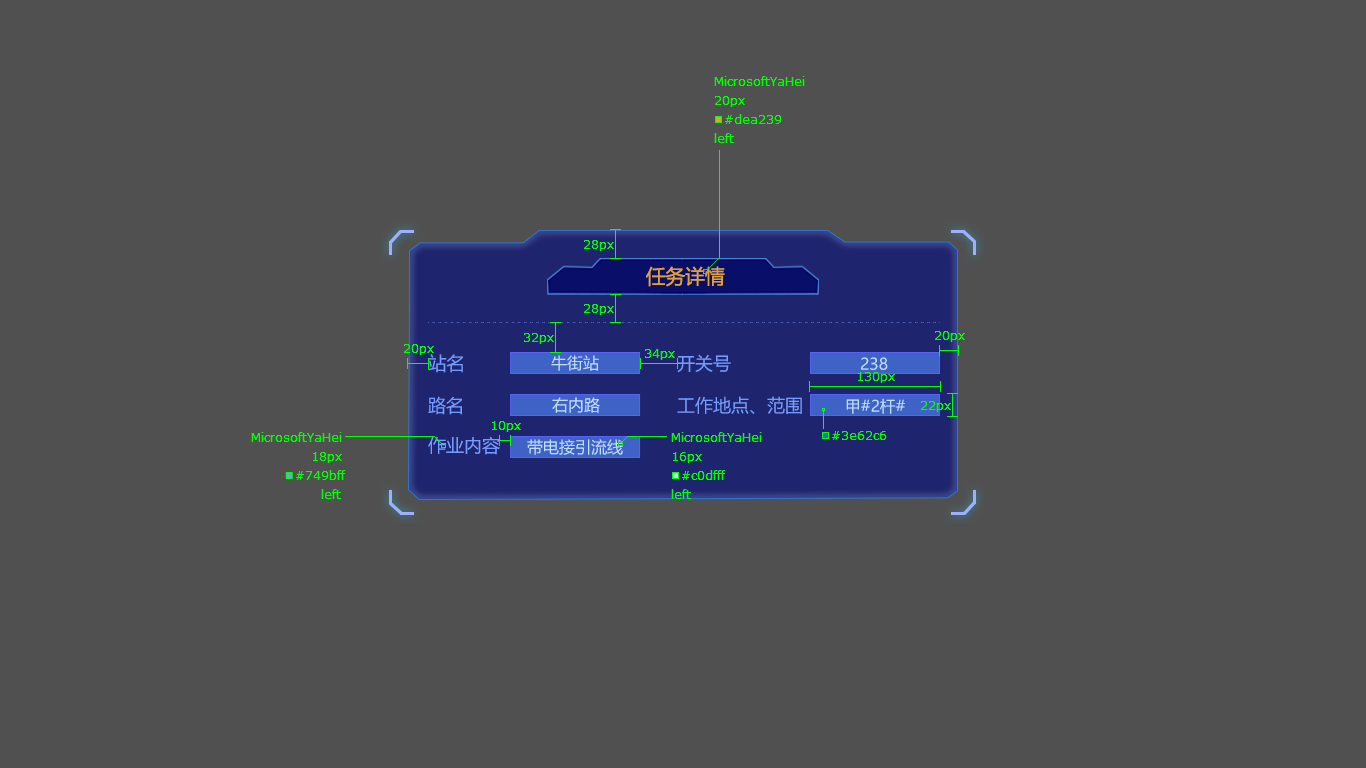 MicrosoftYaHei
20px
#dea239
left
28px
任务详情
28px
32px
20px
20px
站名
牛街站
34px
开关号
238
130px
路名
右内路
工作地点、范围
甲#2杆#
22px
10px
#3e62c6
MicrosoftYaHei
18px
#749bff
left
作业内容
带电接引流线
MicrosoftYaHei
16px
#c0dfff
left